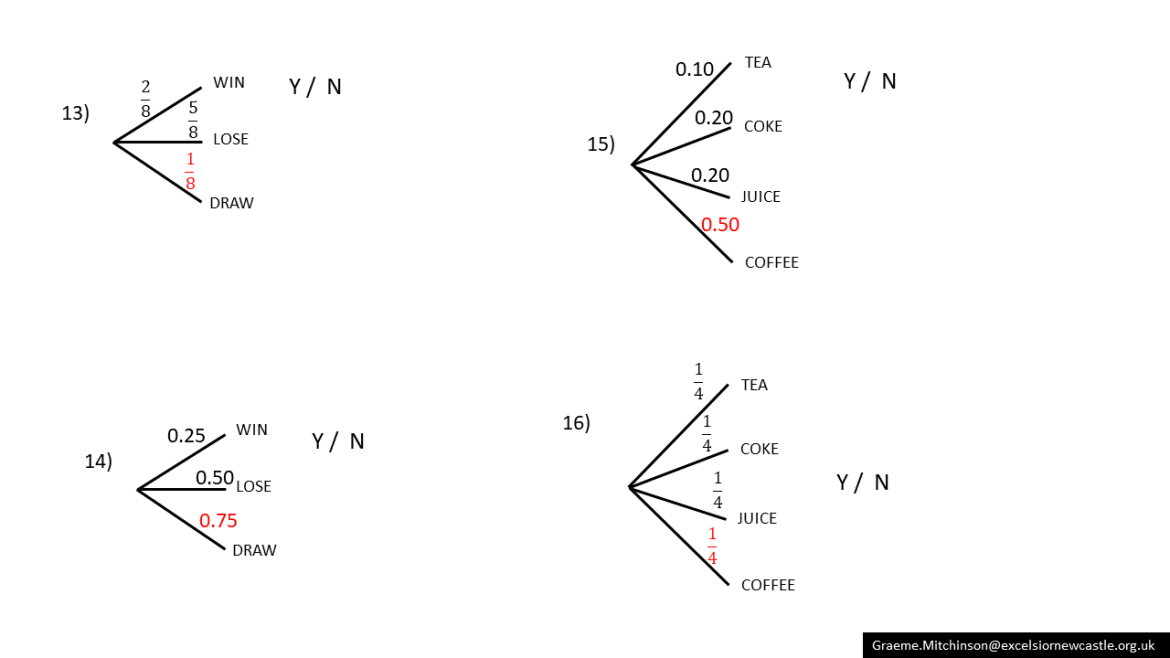 13)
2/8 WIN
Y / N
5/8 LOSE
1/8 DRAW
15)
0.10 TEA
Y / N
0.20 COKE
0.20 JUICE
0.50 COFFEE
14)
0.25 WIN
Y / N
0.50 LOSE
0.75 DRAW
16)
1/4 TEA
1/4 COKE
Y / N
1/4 JUICE
1/4 COFFEE
Graeme.Mitchinson@excelsiornewcastle.org.uk